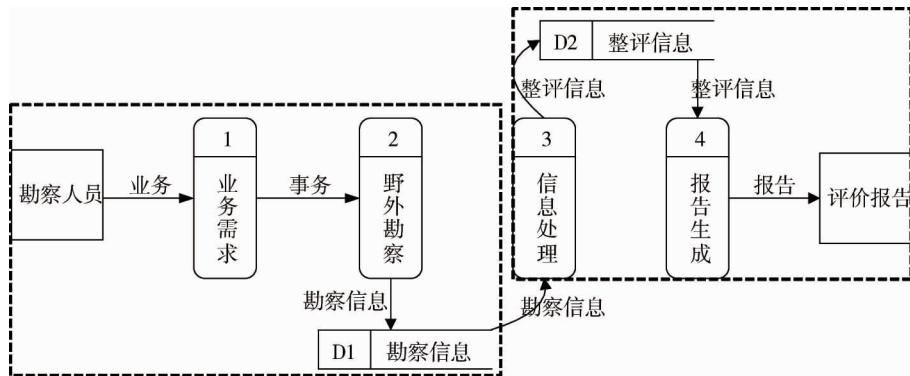 D2 整评信息
整评信息
整评信息
1
2
3
4
勘察人员
业务
业务需求
事务
野外勘察
信息处理
报告生成
报告
评价报告
勘察信息
勘察信息
D1 勘察信息